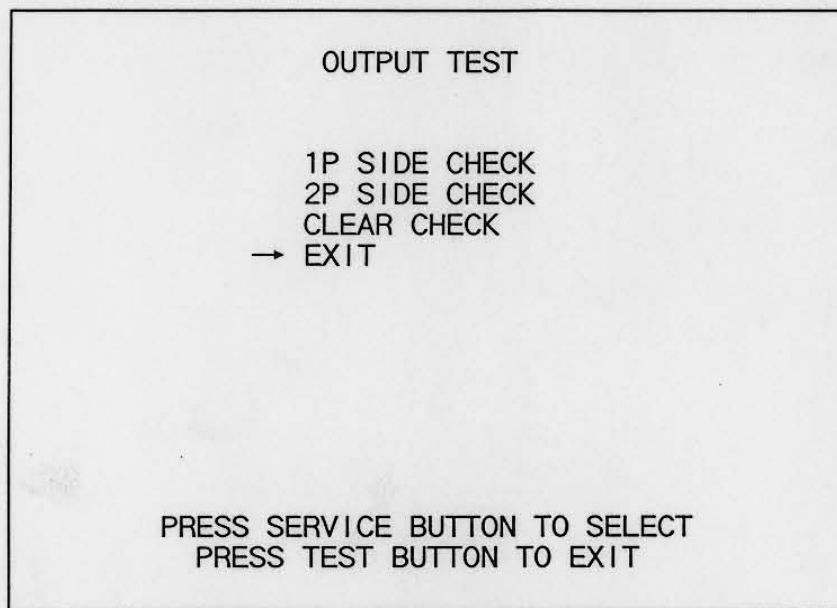 OUTPUT TEST
1P SIDE CHECK
2P SIDE CHECK
CLEAR CHECK
→ EXIT
PRESS SERVICE BUTTON TO SELECT
PRESS TEST BUTTON TO EXIT